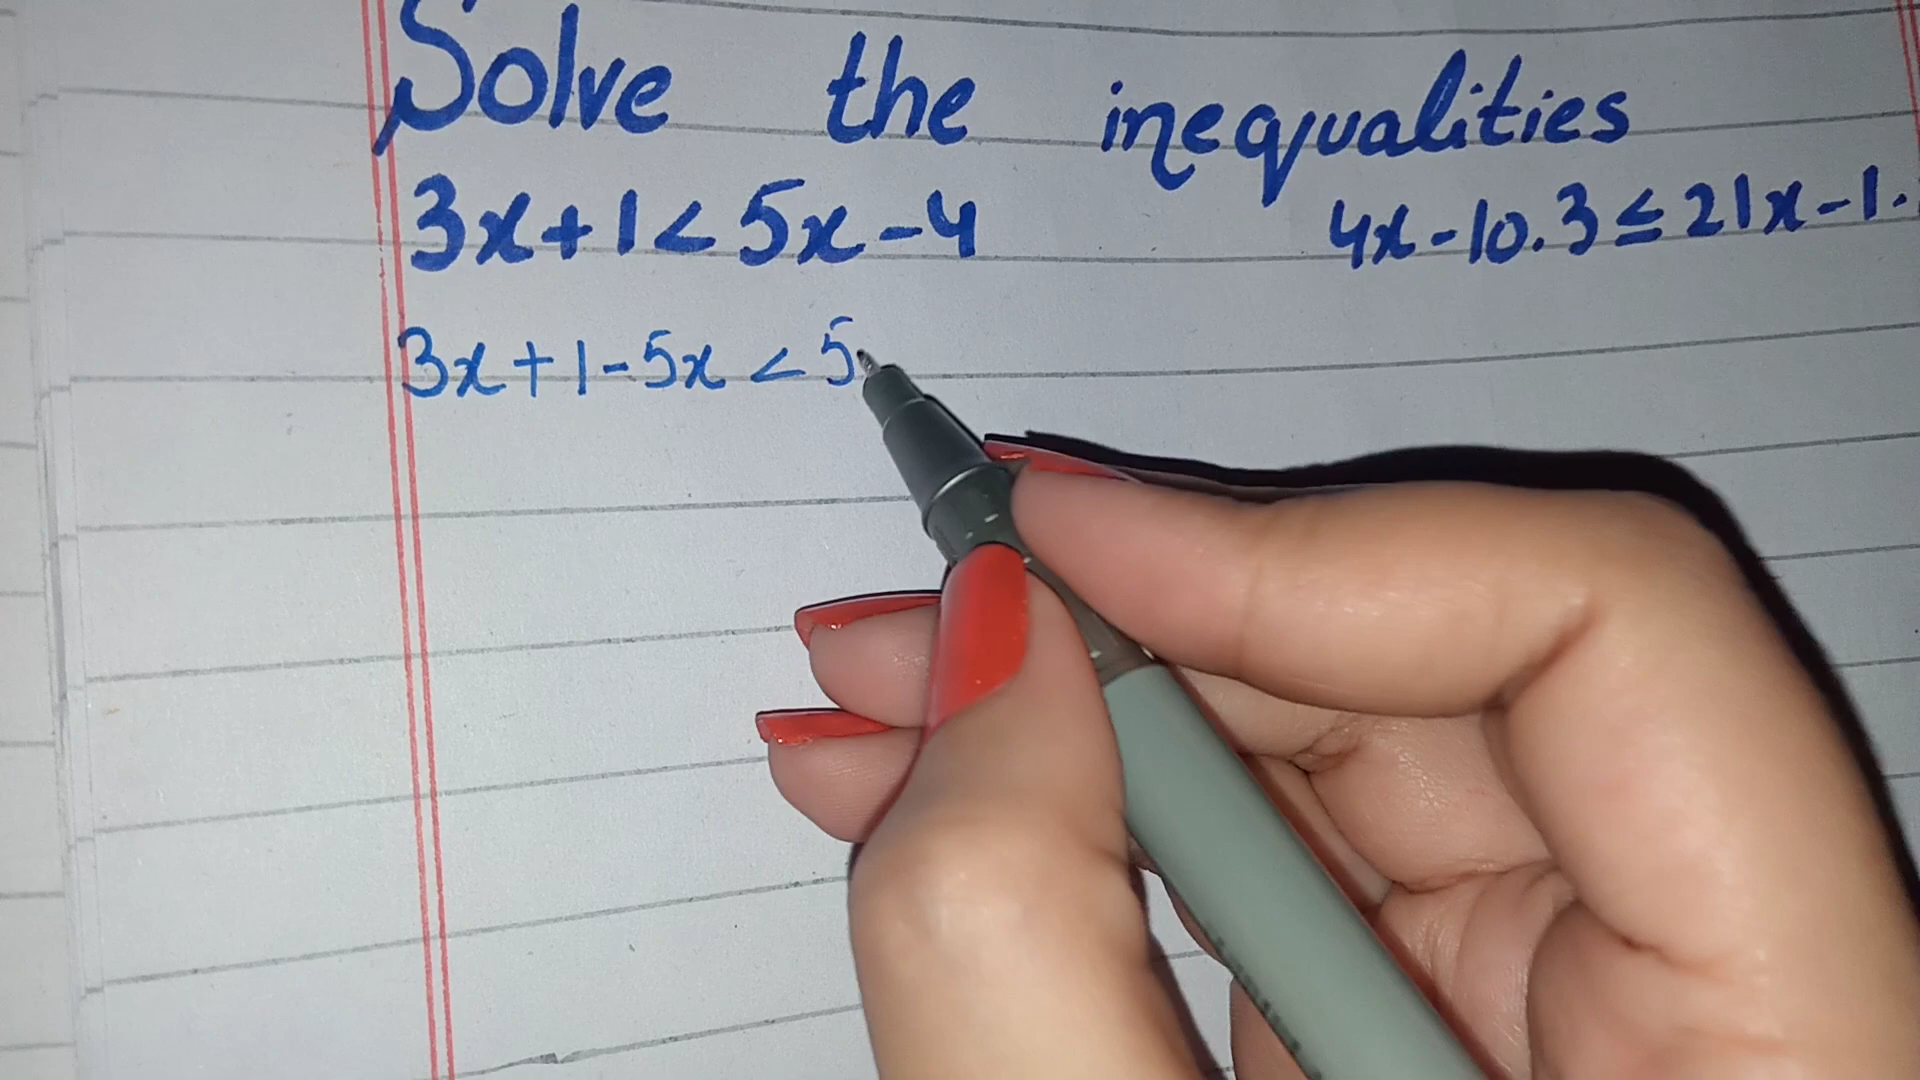 Solve the inequalities
3x+1<5x-4
4x-10.3≤21x-1.
3x+1-5x<5